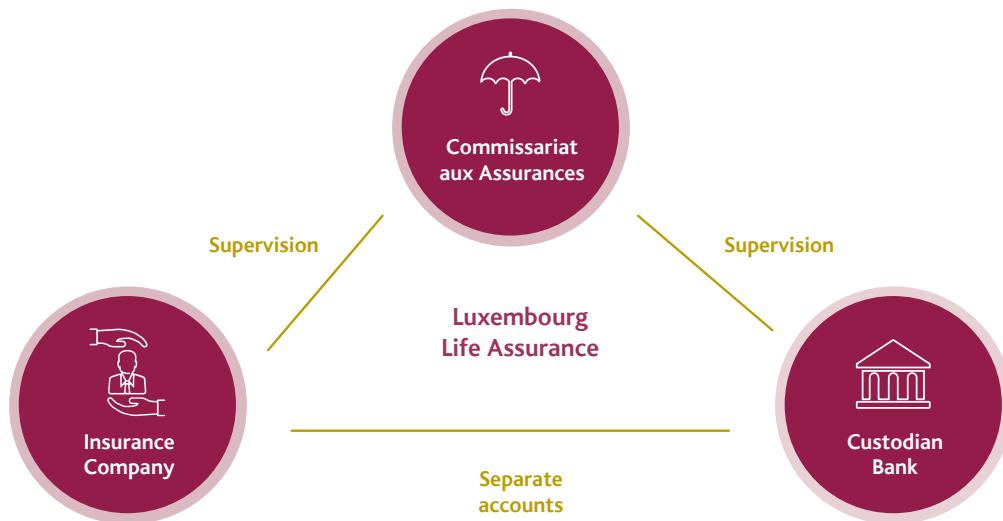 Commissariat
aux Assurances
Supervision
Supervision
Luxembourg
Life Assurance
Insurance
Company
Custodian
Bank
Separate
accounts